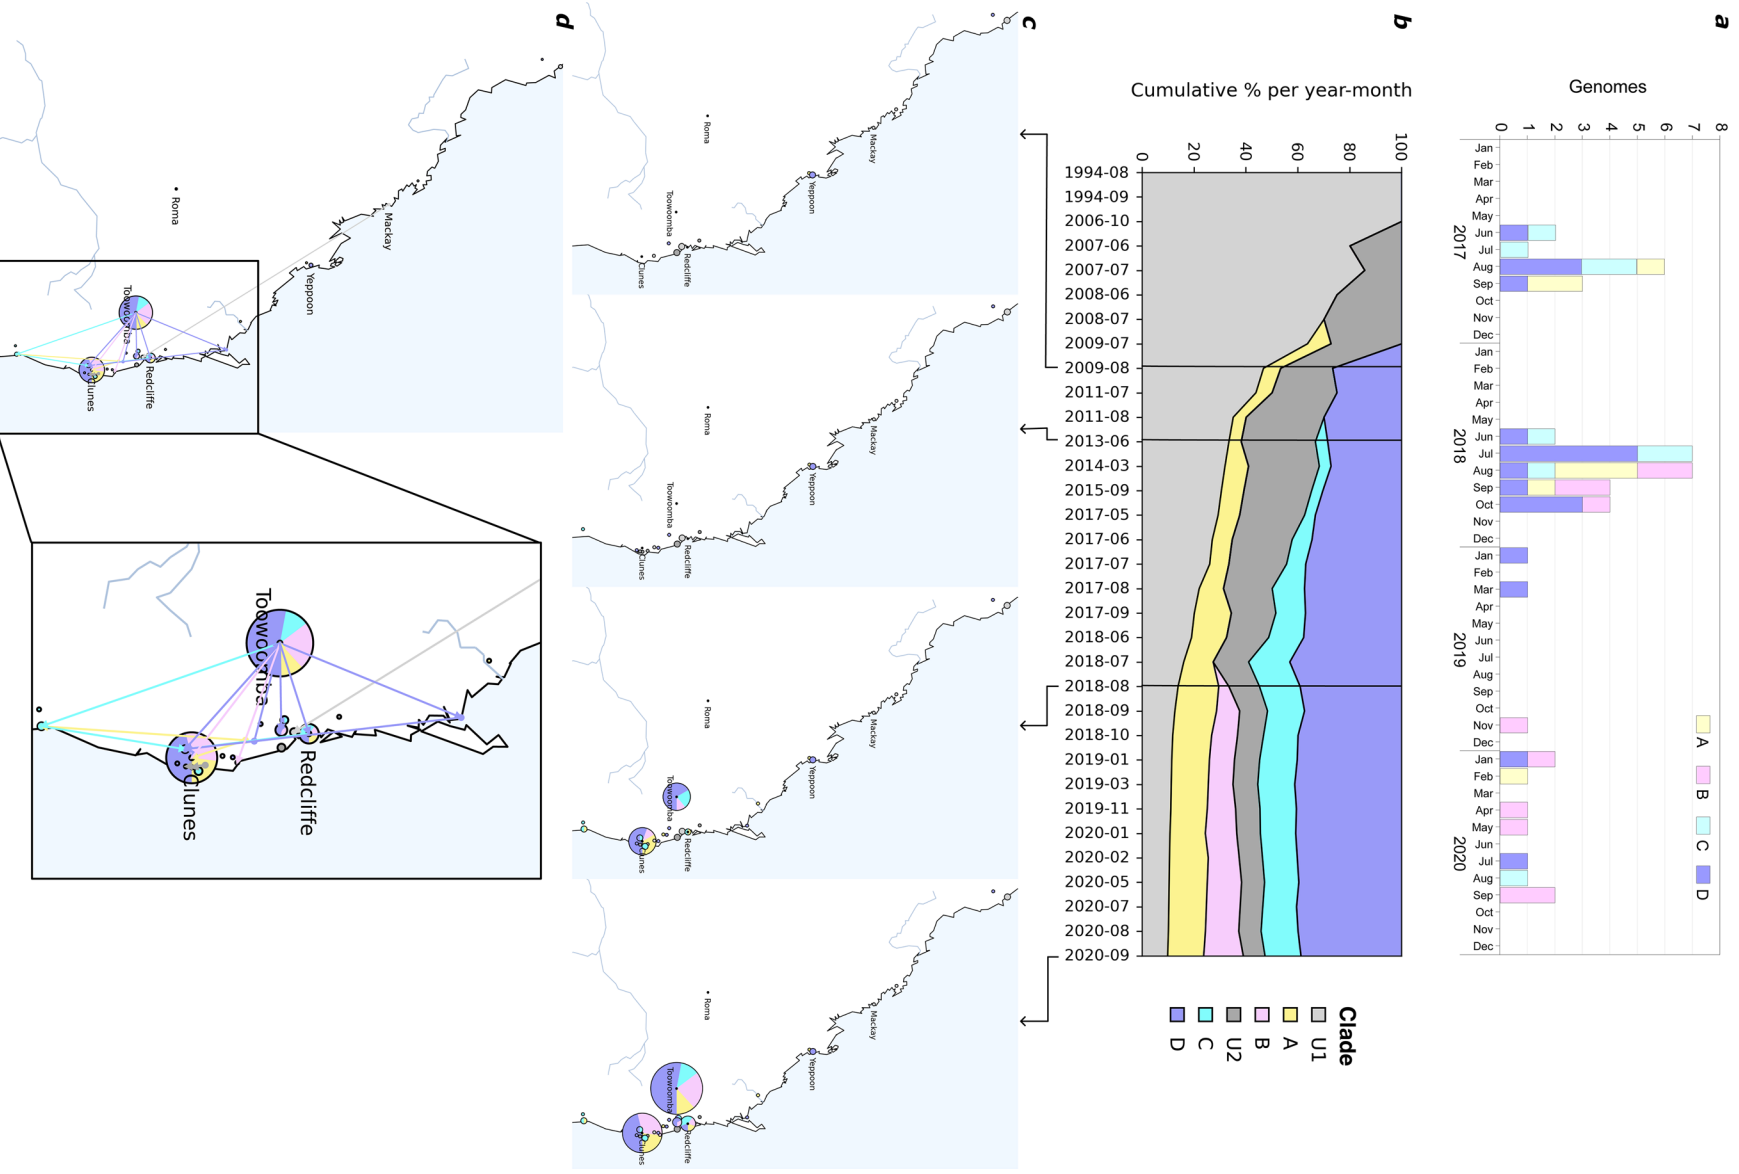 a
Genomes
0 1 2 3 4 5 6 7 8
Jan
Feb
Mar
Apr
May
Jun
Jul
Aug
Sep
Oct
Nov
Dec
2017
Jan
Feb
Mar
Apr
May
Jun
Jul
Aug
Sep
Oct
Nov
Dec
2018
Jan
Feb
Mar
Apr
May
Jun
Jul
Aug
Sep
Oct
Nov
Dec
2019
Jan
Feb
Mar
Apr
May
Jun
Jul
Aug
Sep
Oct
Nov
Dec
2020
A B C D
b
Cumulative % per year-month
0 20 40 60 80 100
1994-08
1994-09
2006-10
2007-06
2007-07
2008-06
2008-07
2009-07
2009-08
2011-07
2011-08
2013-06
2014-03
2015-09
2017-05
2017-06
2017-07
2017-08
2017-09
2018-06
2018-07
2018-08
2018-09
2018-10
2019-01
2019-03
2019-11
2020-01
2020-02
2020-05
2020-07
2020-08
2020-09
Clade
U1
A
B
U2
C
D
c
Mackay
Yeppoon
Roma
Toowoomba
Redcliffe
Clunes
Mackay
Yeppoon
Roma
Toowoomba
Redcliffe
Clunes
Mackay
Yeppoon
Roma
Toowoomba
Redcliffe
Clunes
Mackay
Yeppoon
Roma
Toowoomba
Redcliffe
Clunes
d
Mackay
Yeppoon
Roma
Toowoomba
Redcliffe
Clunes
Toowoomba
Redcliffe
Clunes